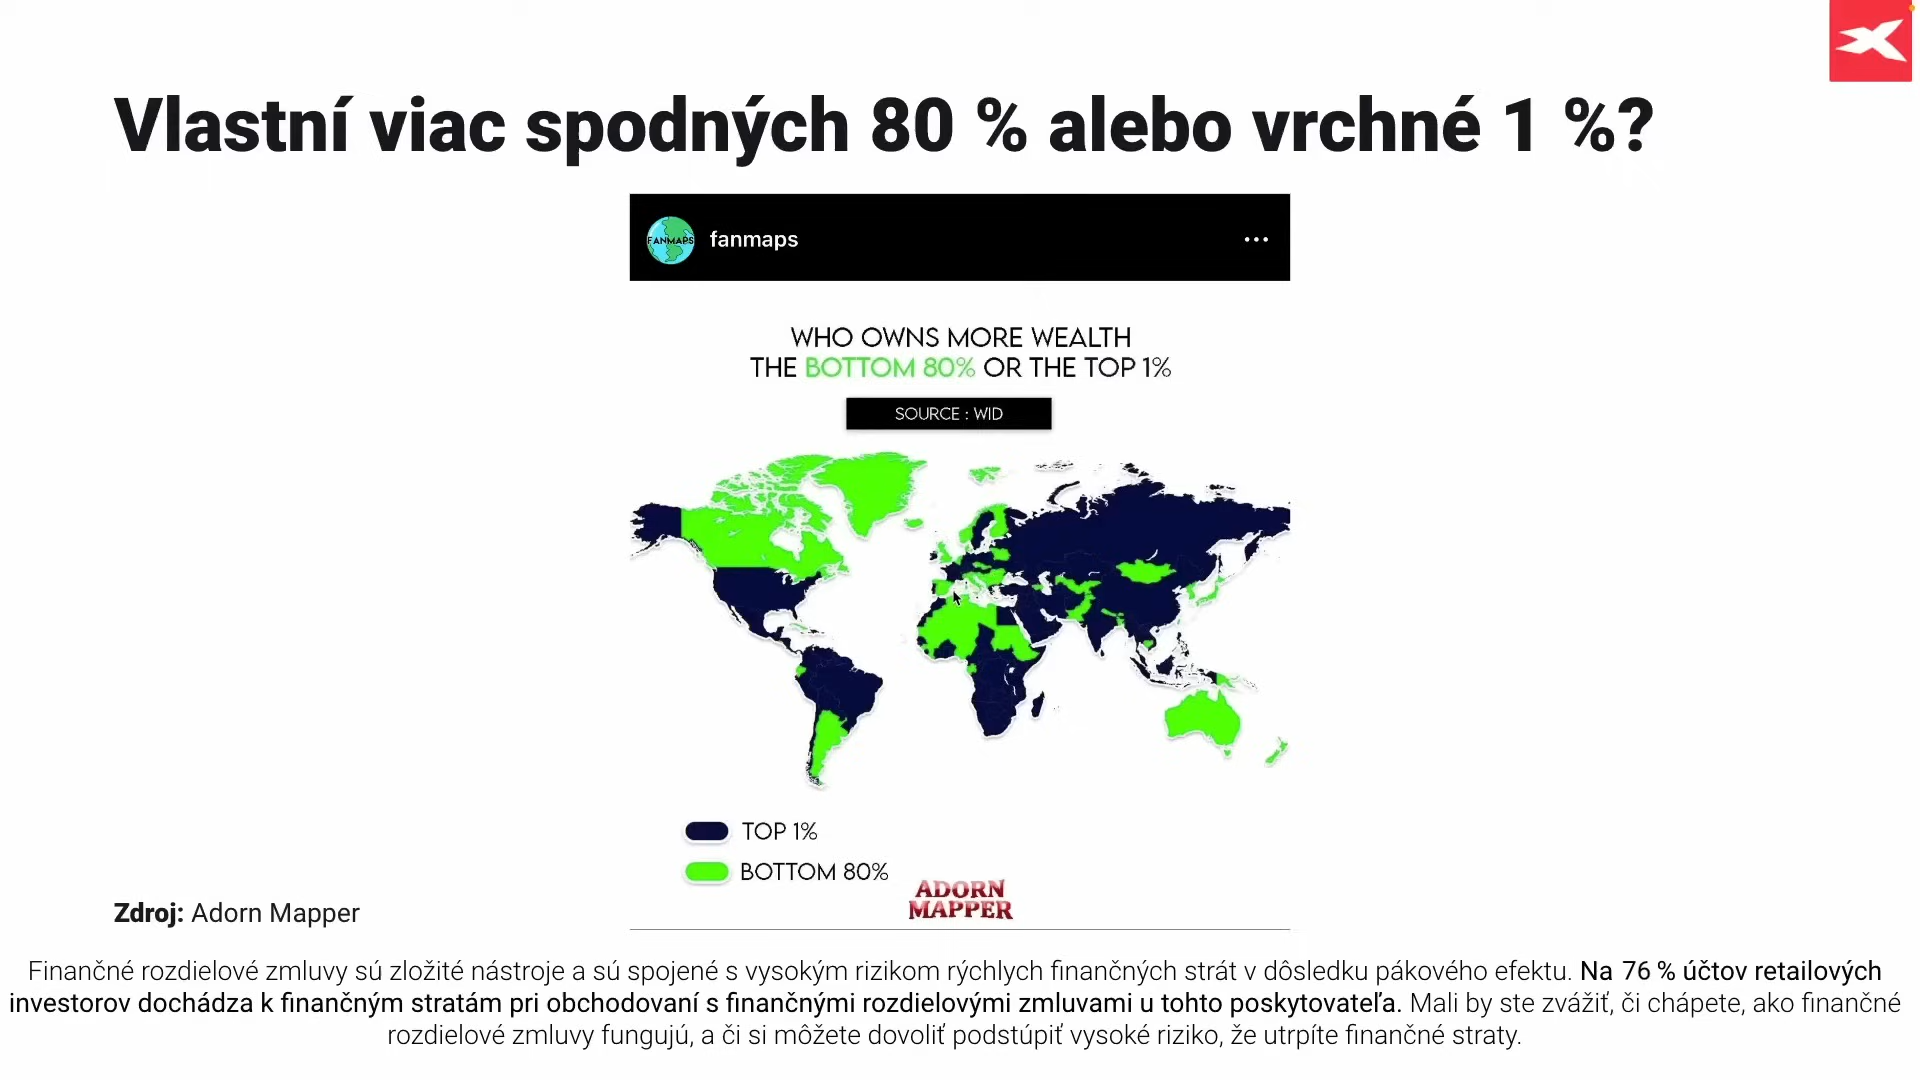 Vlastní viac spodných 80 % alebo vrchné 1 %?
FANMAPS
fanmaps
WHO OWNS MORE WEALTH
THE BOTTOM 80% OR THE TOP 1%
SOURCE : WID
TOP 1%
BOTTOM 80%
ADORN
MAPPER
Zdroj: Adorn Mapper
Finančné rozdielové zmluvy sú zložité nástroje a sú spojené s vysokým rizikom rýchlych finančných strát v dôsledku pákového efektu. Na 76 % účtov retailových
investorov dochádza k finančným stratám pri obchodovaní s finančnými rozdielovými zmluvami u tohto poskytovateľa. Mali by ste zvážiť, či chápete, ako finančné
rozdielové zmluvy fungujú, a či si môžete dovoliť podstúpiť vysoké riziko, že utrpíte finančné straty.